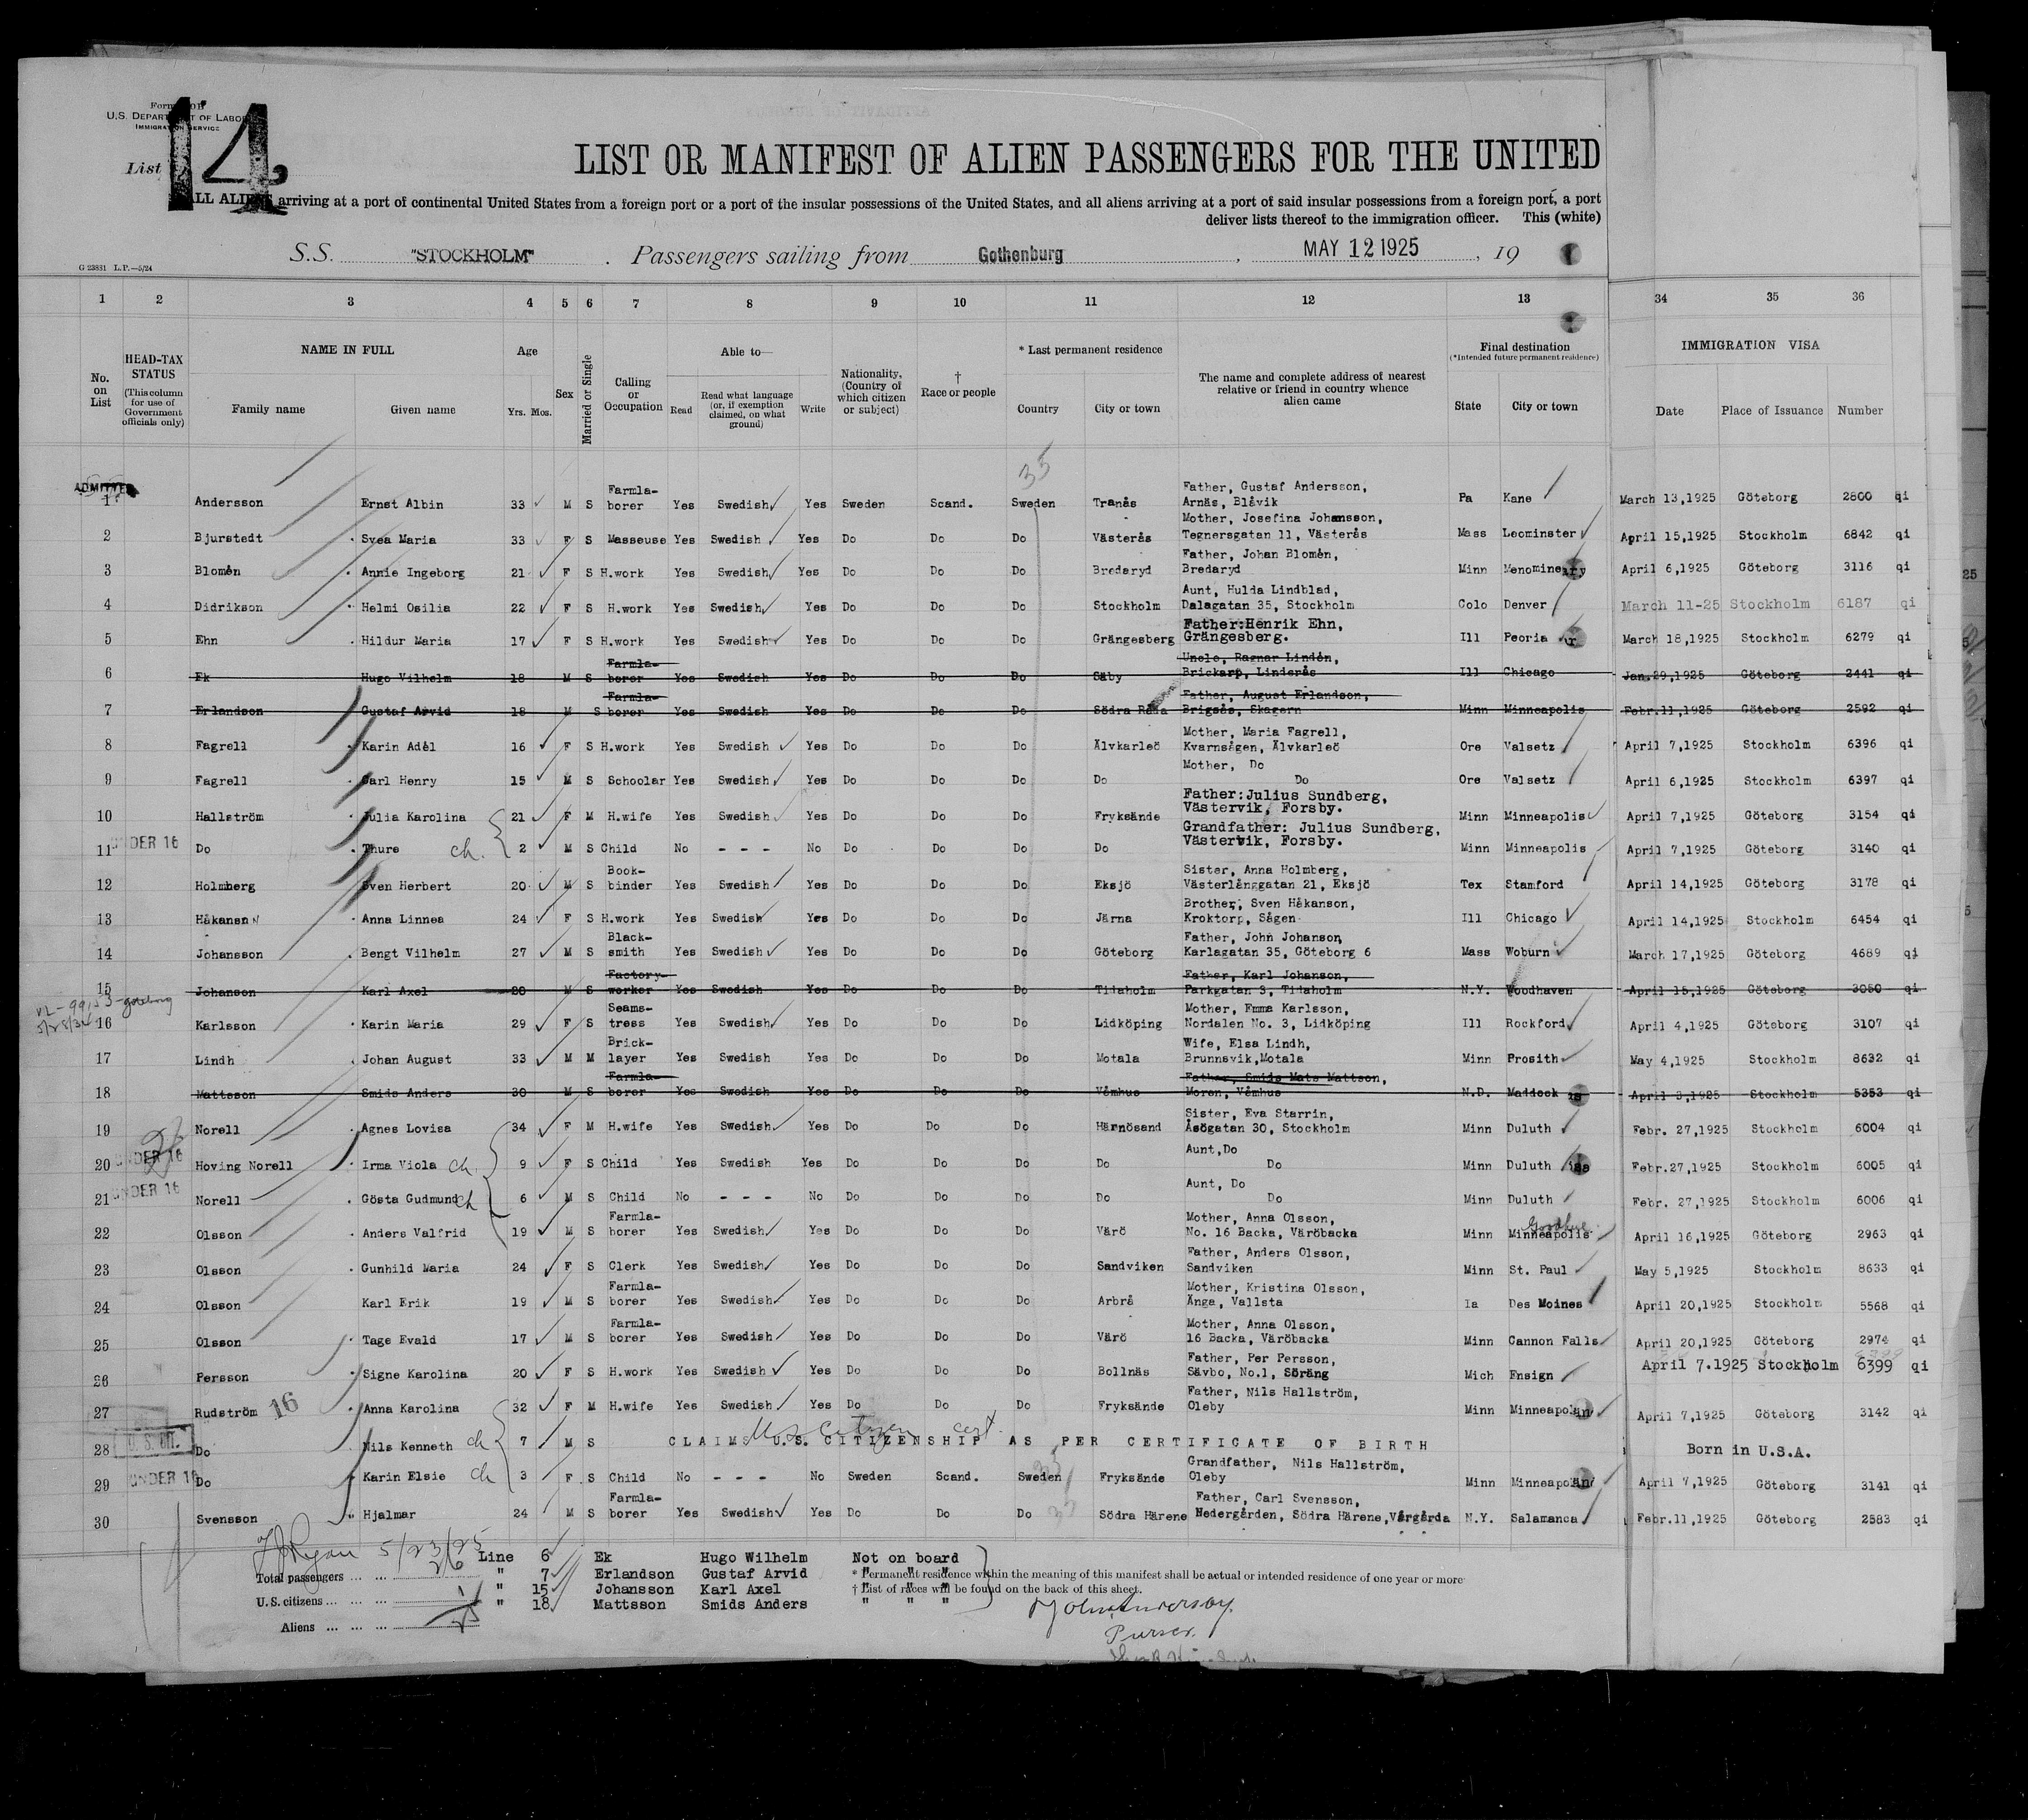 Form
U.S. DEPARTMENT OF LABOR
IMMIGRATION SERVICE
List 14
LIST OR MANIFEST OF ALIEN PASSENGERS FOR THE UNITED
ALL ALIENS arriving at a port of continental United States from a foreign port or a port of the insular possessions of the United States, and all aliens arriving at a port of said insular possessions from a foreign port, a port
deliver lists thereof to the immigration officer. This (white)
S.S. "STOCKHOLM" . Passengers sailing from Gothenburg , MAY 12 1925 , 19
G 23831 L.P.—5/24
1 2 3 4 5 6 7 8 9 10 11 12 13 34 35 36
No. on List
HEAD-TAX STATUS (This column for use of Government officials only)
NAME IN FULL
Family name Given name
Age
Yrs. Mos.
Sex
Married or Single
Calling or Occupation
Able to—
Read
Read what language (or, if exemption claimed, on what ground)
Write
Nationality, (Country of which citizen or subject)
† Race or people
* Last permanent residence
Country City or town
The name and complete address of nearest relative or friend in country whence alien came
Final destination
(*Intended future permanent residence)
State City or town
IMMIGRATION VISA
Date Place of Issuance Number
35
ADMITTED
1 Andersson Ernst Albin 33 M S Farmla-borer Yes Swedish Yes Sweden Scand. Sweden Tranås Father, Gustaf Andersson, Arnäs, Blåvik Pa Kane March 13,1925 Göteborg 2800 qi
2 Bjurstedt Svea Maria 33 F S Masseuse Yes Swedish Yes Do Do Do Västerås Mother, Josefina Johansson, Tegnersgatan 11, Västerås Mass Leominster April 15,1925 Stockholm 6842 qi
3 Blomén Annie Ingeborg 21 F S H.work Yes Swedish Yes Do Do Do Bredaryd Father, Johan Blomén, Bredaryd Minn April 6,1925 Göteborg 3116 qi
4 Didrikson Helmi Osilia 22 F S H.work Yes Swedish Yes Do Do Do Stockholm Aunt, Hulda Lindblad, Dalagatan 35, Stockholm Colo Denver March 11-25 Stockholm 6187 qi
5 Ehn Hildur Maria 17 F S H.work Yes Swedish Yes Do Do Do Grängesberg Father:Henrik Ehn, Grängesberg. Ill Peoria March 18,1925 Stockholm 6279 qi
6 Ek Hugo Vilhelm 18 M S Farmla-borer Yes Swedish Yes Do Do Do Säby Uncle, Ragnar Lindén, Brickarp, Linderås Ill Chicago Jan.29,1925 Göteborg 2441 qi
7 Erlandson Gustaf Arvid 18 M S Farmla-borer Yes Swedish Yes Do Do Do Södra Råda Father, August Erlandson, Brigsås, Skagern Minn Minneapolis Febr.11,1925 Göteborg 2592 qi
8 Fagrell Karin Adél 16 F S H.work Yes Swedish Yes Do Do Do Älvkarleö Mother, Maria Fagrell, Kvarnsågen, Älvkarleö Ore Valsetz April 7,1925 Stockholm 6396 qi
9 Fagrell Carl Henry 15 M S Schoolar Yes Swedish Yes Do Do Do Do Mother, Do Do Ore Valsetz April 6,1925 Stockholm 6397 qi
10 Hallström Julia Karolina 21 F M H.wife Yes Swedish Yes Do Do Do Fryksände Father:Julius Sundberg, Västervik, Forsby. Minn Minneapolis April 7,1925 Göteborg 3154 qi
11 UNDER 16 Do Thure ch. 2 M S Child No - - - No Do Do Do Do Grandfather: Julius Sundberg, Västervik, Forsby. Minn Minneapolis April 7,1925 Göteborg 3140 qi
12 Holmberg Sven Herbert 20 M S Book-binder Yes Swedish Yes Do Do Do Eksjö Sister, Anna Holmberg, Västerlånggatan 21, Eksjö Tex Stamford April 14,1925 Göteborg 3178 qi
13 Håkansn Anna Linnea 24 F S H.work Yes Swedish Yes Do Do Do Järna Brother, Sven Håkanson, Kroktorp, Sågen Ill Chicago April 14,1925 Stockholm 6454 qi
14 Johansson Bengt Vilhelm 27 M S Black-smith Yes Swedish Yes Do Do Do Göteborg Father, John Johanson, Karlagatan 35, Göteborg 6 Mass Woburn March 17,1925 Göteborg 4689 qi
15 Johanson Karl Axel 20 M S Factory-worker Yes Swedish Yes Do Do Do Tidaholm Father, Karl Johanson, Parkgatan 3, Tidaholm N.Y. Woodhaven April 15,1925 Göteborg 3050 qi
16 Karlsson Karin Maria 29 F S Seams-tress Yes Swedish Yes Do Do Do Lidköping Mother, Emma Karlsson, Nordalen No. 3, Lidköping Ill Rockford April 4,1925 Göteborg 3107 qi
17 Lindh Johan August 33 M M Brick-layer Yes Swedish Yes Do Do Do Motala Wife, Elsa Lindh, Brunnsvik,Motala Minn Prosith May 4,1925 Stockholm 8632 qi
18 Mattsson Smids Anders 30 M S Farmla-borer Yes Swedish Yes Do Do Do Våmhus Father, Smids Mats Mattson, Moren, Våmhus N.D. Maddock April 3,1925 Stockholm 5353 qi
19 Norell Agnes Lovisa 34 F M H.wife Yes Swedish Yes Do Do Do Härnösand Sister, Eva Starrin, Åsögatan 30, Stockholm Minn Duluth Febr. 27,1925 Stockholm 6004 qi
20 UNDER 16 Hoving Norell Irma Viola ch. 9 F S Child Yes Swedish Yes Do Do Do Do Aunt,Do Do Minn Duluth Febr.27,1925 Stockholm 6005 qi
21 UNDER 16 Norell Gösta Gudmund ch 6 M S Child No - - - No Do Do Do Do Aunt, Do Do Minn Duluth Febr. 27,1925 Stockholm 6006 qi
22 Olsson Anders Valfrid 19 M S Farmla-borer Yes Swedish Yes Do Do Do Värö Mother, Anna Olsson, No. 16 Backa, Väröbacka Minn Minneapolis April 16,1925 Göteborg 2963 qi
23 Olsson Gunhild Maria 24 F S Clerk Yes Swedish Yes Do Do Do Sandviken Father, Anders Olsson, Sandviken Minn St. Paul May 5,1925 Stockholm 8633 qi
24 Olsson Karl Erik 19 M S Farmla-borer Yes Swedish Yes Do Do Do Arbrå Mother, Kristina Olsson, Änga, Vallsta Ia Des Moines April 20,1925 Stockholm 5568 qi
25 Olsson Tage Evald 17 M S Farmla-borer Yes Swedish Yes Do Do Do Värö Mother, Anna Olsson, 16 Backa, Väröbacka Minn Cannon Falls April 20,1925 Göteborg 2974 qi
26 Persson Signe Karolina 20 F S H.work Yes Swedish Yes Do Do Do Bollnäs Father, Per Persson, Sävbo, No.1, Söräng Mich Ensign April 7.1925 Stockholm 6399 qi
27 Rudström 16 Anna Karolina 32 F M H.wife Yes Swedish Yes Do Do Do Fryksände Father, Nils Hallström, Oleby Minn April 7,1925 Göteborg 3142 qi
28 Do Nils Kenneth ch 7 M S CLAIMS U.S. CITIZENSHIP AS PER CERTIFICATE OF BIRTH Born in U.S.A.
U.S. Citizen cert.
29 UNDER 16 Do Karin Elsie ch 3 F S Child No - - - No Sweden Scand. Sweden Fryksände Grandfather, Nils Hallström, Oleby Minn April 7,1925 Göteborg 3141 qi
30 Svensson Hjalmar 24 M S Farmla-borer Yes Swedish Yes Do Do Do Södra Härene Father, Carl Svensson, Nedergården, Södra Härene,Vårgårda N.Y. Salamanca Febr.11,1925 Göteborg 2583 qi
5/23/25
Line 6 Ek Hugo Wilhelm Not on board
" 7 Erlandson Gustaf Arvid " " "
" 15 Johansson Karl Axel " " "
" 18 Mattsson Smids Anders " " "
Total passengers ... ... 26
U.S. citizens ... ... ... 1
Aliens ... ... ... 25
* Permanent residence within the meaning of this manifest shall be actual or intended residence of one year or more
† List of races will be found on the back of this sheet.
Purser.